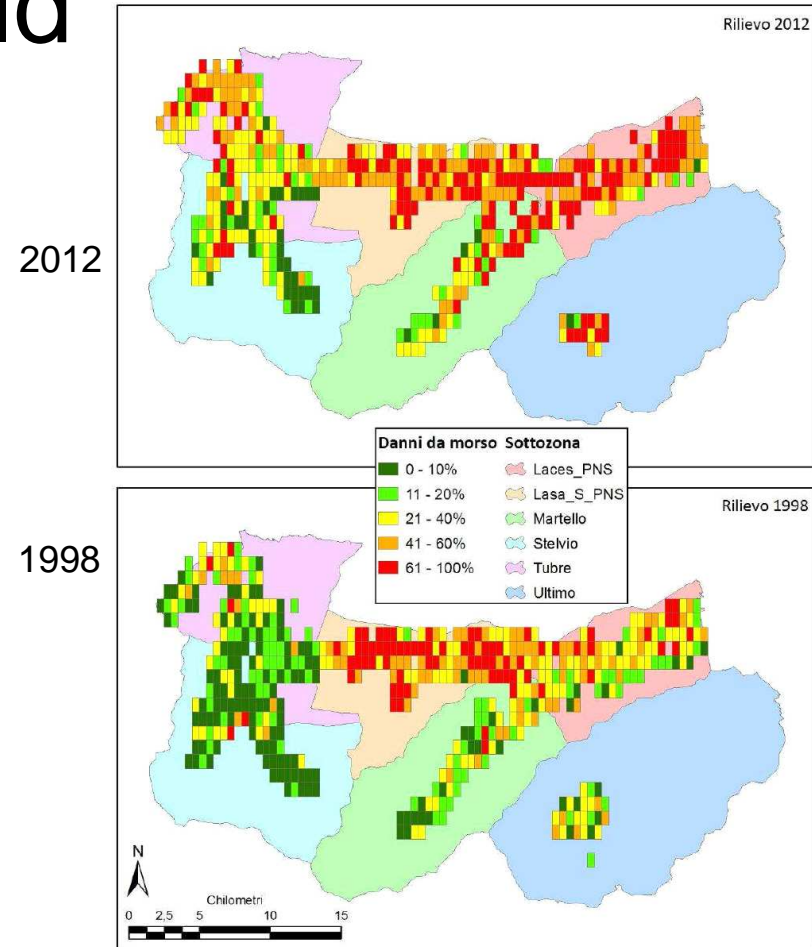 Rilievo 2012
2012
Danni da morso Sottozona
0 - 10% Laces_PNS
11 - 20% Lasa_S_PNS
21 - 40% Martello
41 - 60% Stelvio
61 - 100% Tubre
Ultimo
Rilievo 1998
1998
N
Chilometri
0 2,5 5 10 15